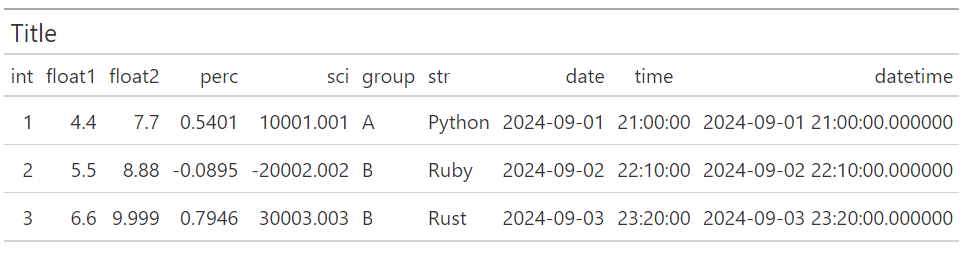 Title
int float1 float2 perc sci group str date time datetime
1 4.4 7.7 0.5401 10001.001 A Python 2024-09-01 21:00:00 2024-09-01 21:00:00.000000
2 5.5 8.88 -0.0895 -20002.002 B Ruby 2024-09-02 22:10:00 2024-09-02 22:10:00.000000
3 6.6 9.999 0.7946 30003.003 B Rust 2024-09-03 23:20:00 2024-09-03 23:20:00.000000